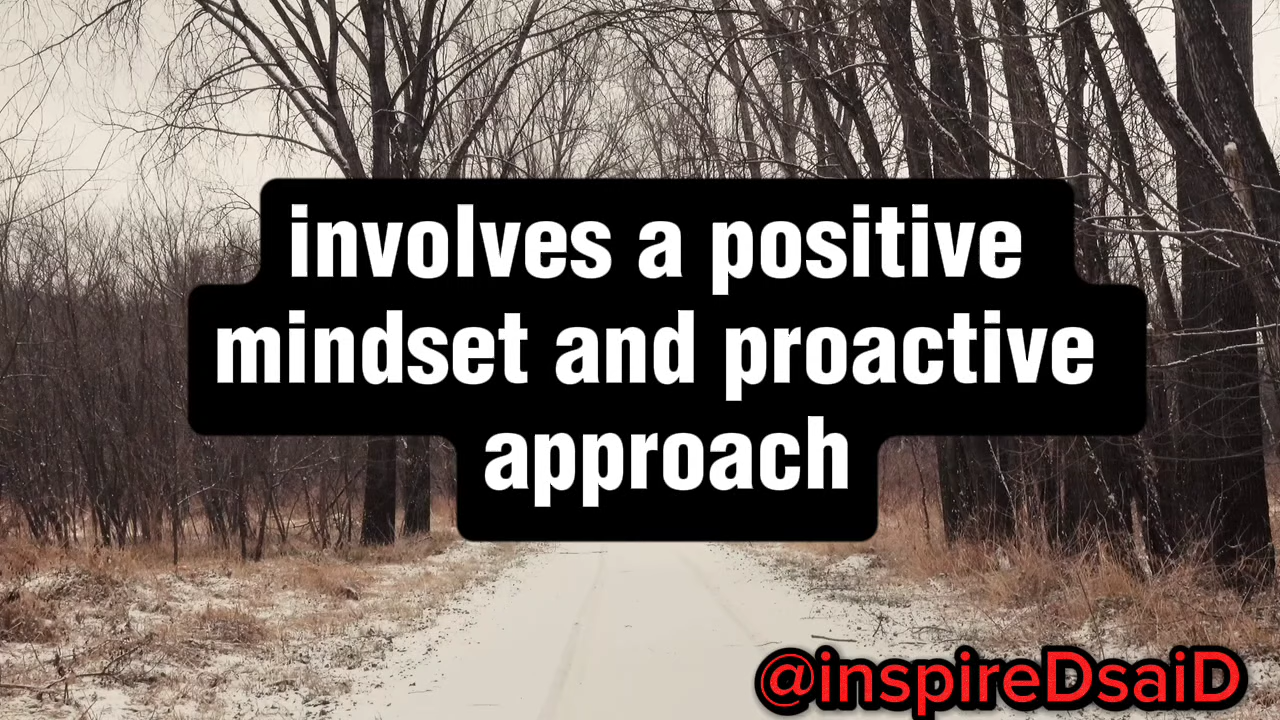 involves a positive
mindset and proactive
approach
@inspireDsaiD